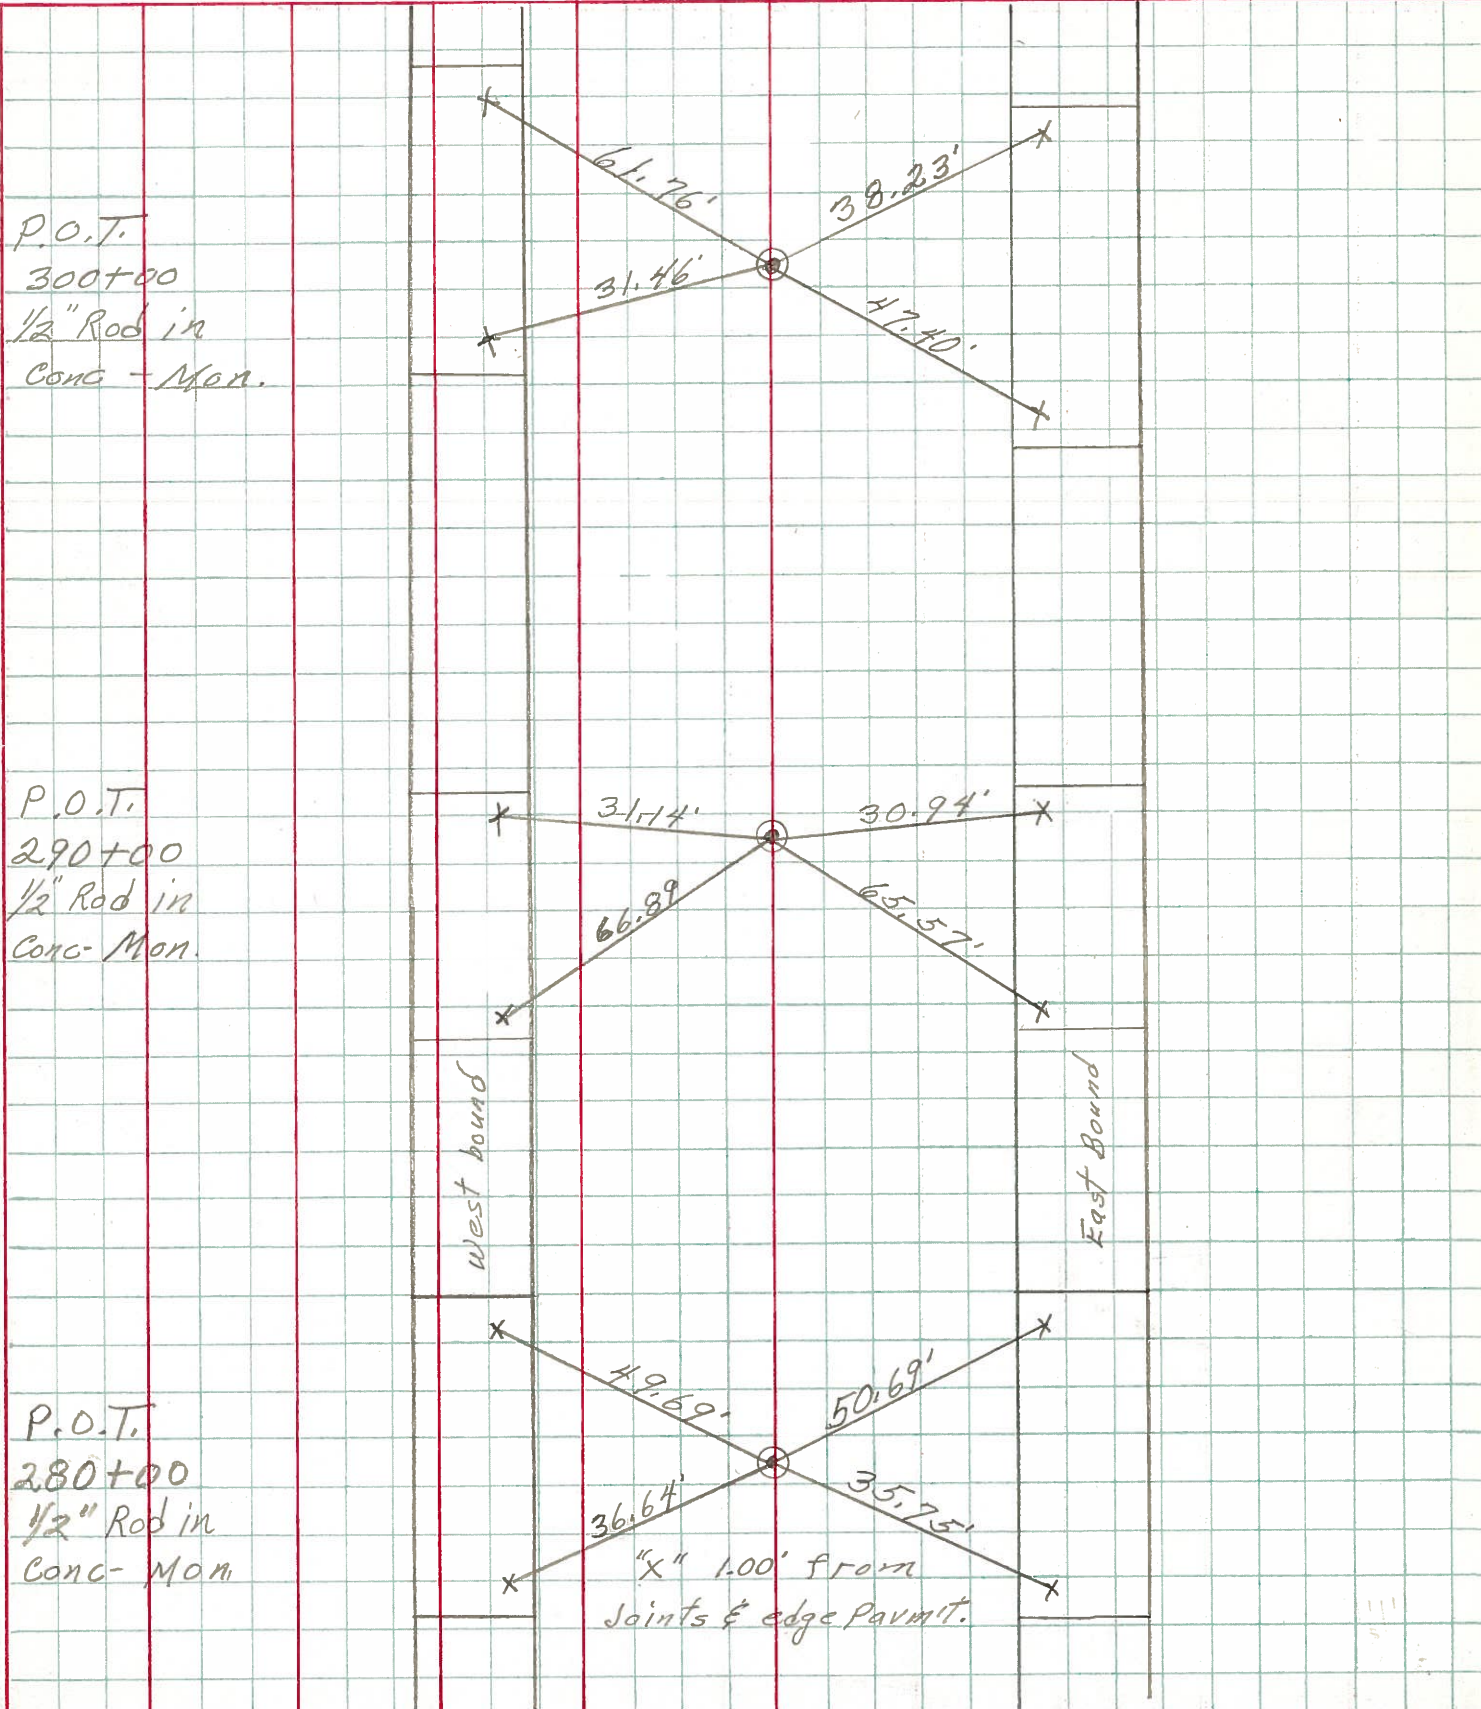 61.76'
38.23'
P.O.T.
300+00
1/2" Rod in
Conc - Mon.
31.46'
47.40'
P.O.T.
290+00
1/2" Rod in
Conc- Mon.
31.14'
30.94'
66.89
65.57'
West bound
East Bound
49.69'
50.69'
P.O.T.
280+00
1/2" Rod in
Conc- Mon.
36.64'
35.75'
"X" 1.00' from
Joints & edge Pavm't.